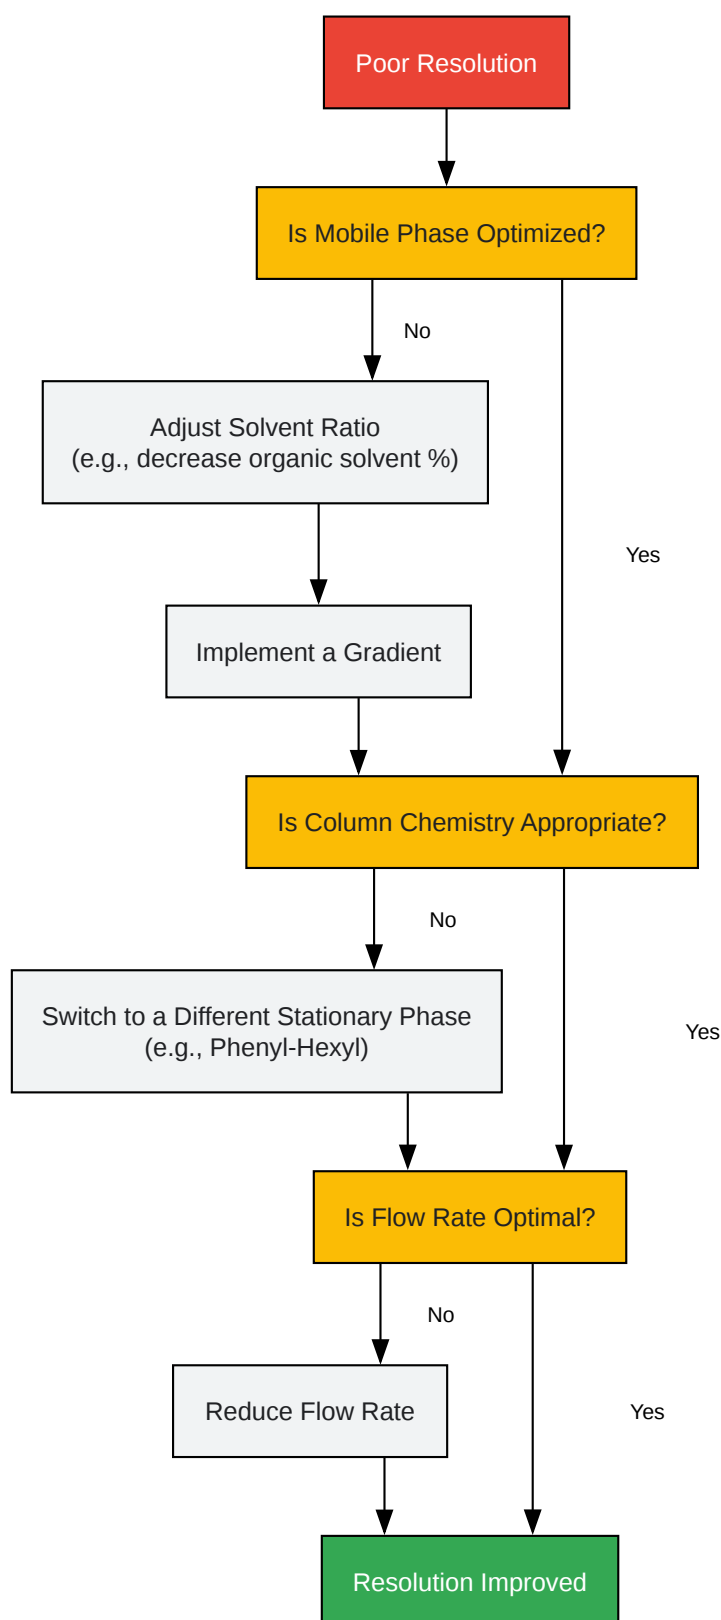 Poor Resolution
Is Mobile Phase Optimized?
No
Adjust Solvent Ratio
(e.g., decrease organic solvent %)
Yes
Implement a Gradient
Is Column Chemistry Appropriate?
No
Switch to a Different Stationary Phase
(e.g., Phenyl-Hexyl)
Yes
Is Flow Rate Optimal?
No
Reduce Flow Rate
Yes
Resolution Improved